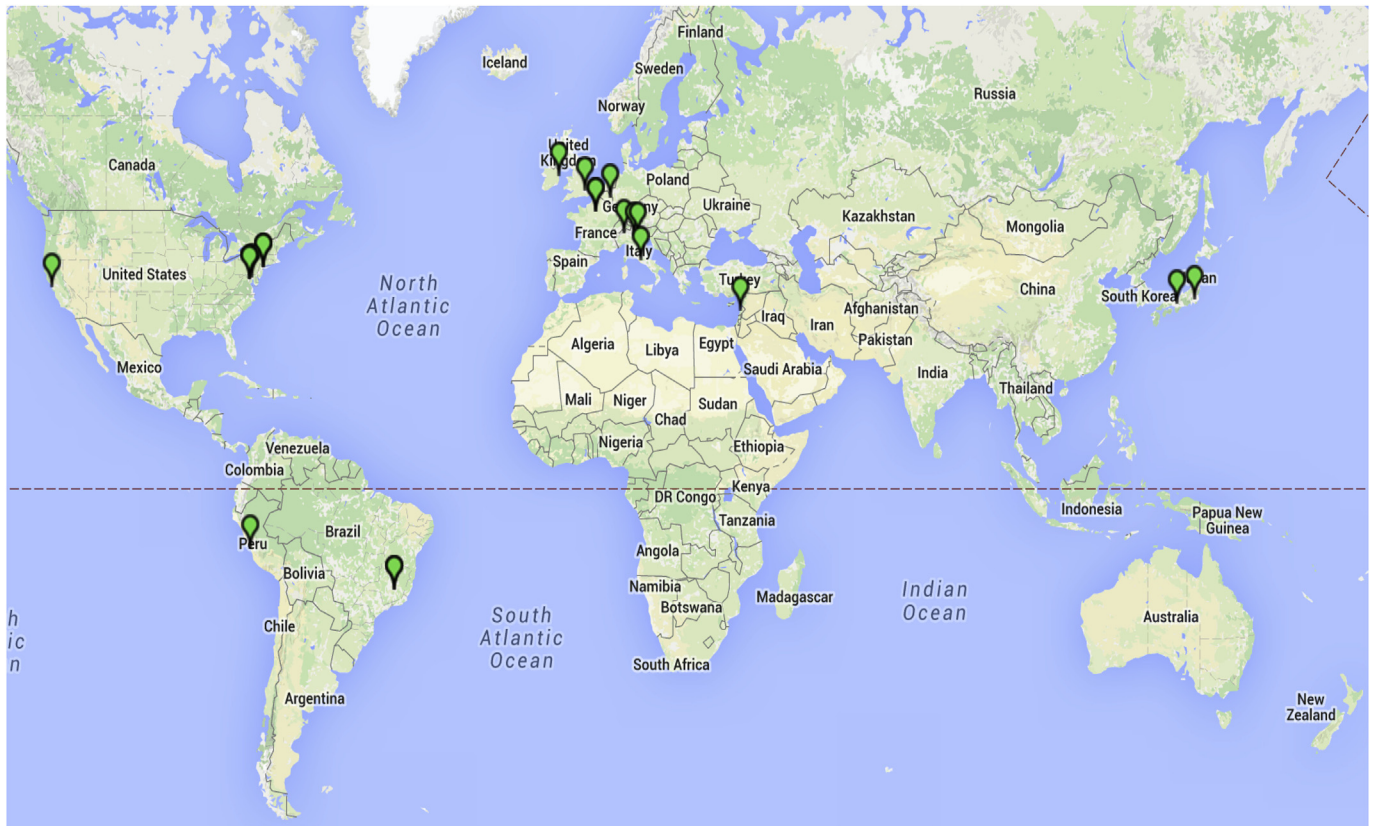 Finland
Iceland
Sweden
Norway
Russia
Canada
United
Kingdom
Poland
Ukraine
Germany
France
Kazakhstan
Mongolia
Italy
Spain
United States
Turkey
Japan
China
South Korea
North
Atlantic
Ocean
Iraq
Iran
Afghanistan
Pakistan
Algeria
Libya
Egypt
Saudi Arabia
India
Mexico
Thailand
Mali
Niger
Sudan
Chad
Nigeria
Ethiopia
Venezuela
Colombia
Kenya
DR Congo
Indonesia
Papua New
Guinea
Tanzania
Brazil
Peru
Angola
Bolivia
Namibia
Botswana
Madagascar
Indian
Ocean
Australia
South
Atlantic
Ocean
Chile
h
ic
n
South Africa
Argentina
New
Zealand